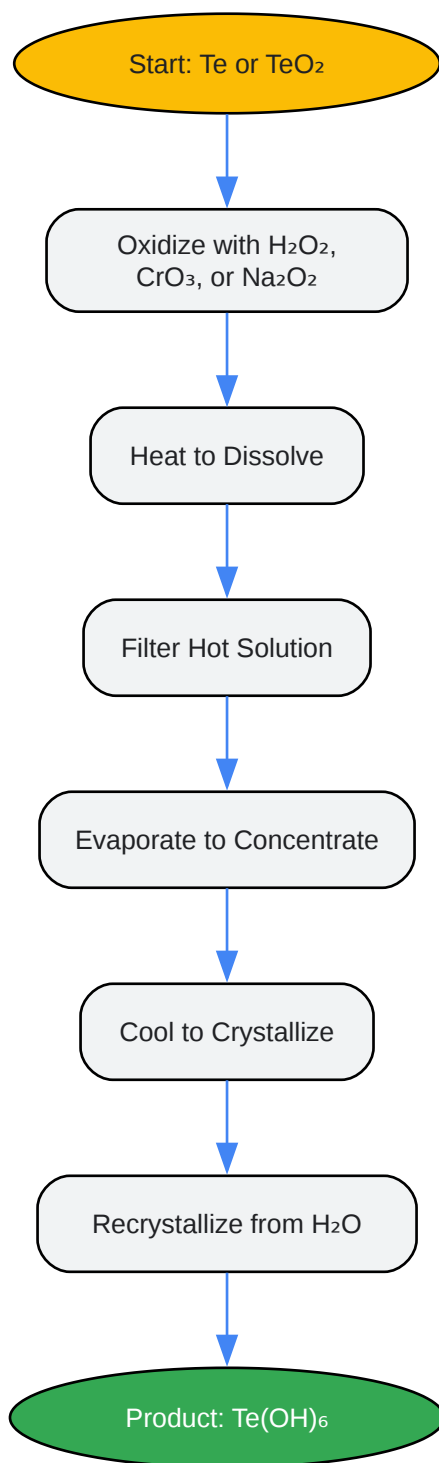 Start: Te or TeO₂
Oxidize with H₂O₂,
CrO₃, or Na₂O₂
Heat to Dissolve
Filter Hot Solution
Evaporate to Concentrate
Cool to Crystallize
Recrystallize from H₂O
Product: Te(OH)₆